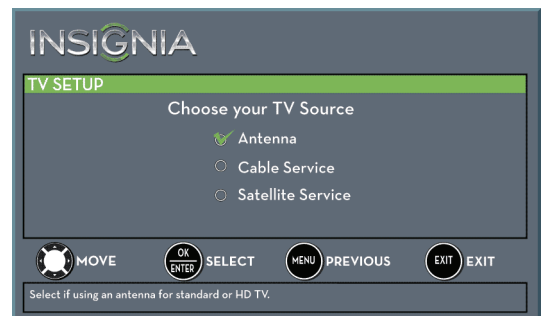 INSIGNIA
TV SETUP
Choose your TV Source
Antenna
Cable Service
Satellite Service
MOVE OK ENTER SELECT MENU PREVIOUS EXIT EXIT
Select if using an antenna for standard or HD TV.